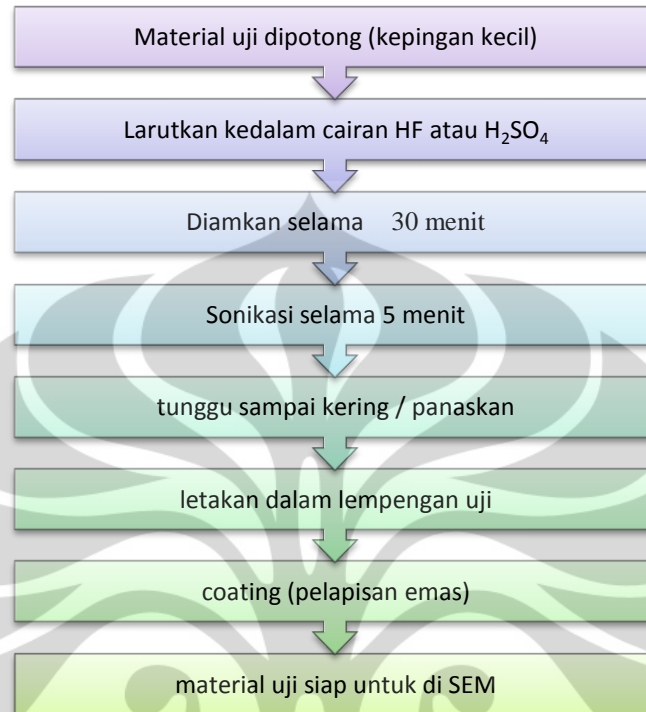 Material uji dipotong (kepingan kecil)
Larutkan kedalam cairan HF atau H₂SO₄
Diamkan selama 30 menit
Sonikasi selama 5 menit
tunggu sampai kering / panaskan
letakan dalam lempengan uji
coating (pelapisan emas)
material uji siap untuk di SEM